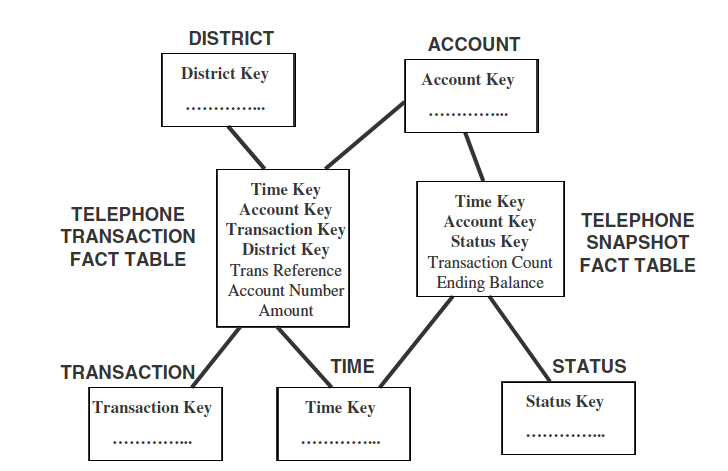 DISTRICT
District Key
..............
ACCOUNT
Account Key
..............
TELEPHONE
TRANSACTION
FACT TABLE
Time Key
Account Key
Transaction Key
District Key
Trans Reference
Account Number
Amount
Time Key
Account Key
Status Key
Transaction Count
Ending Balance
TELEPHONE
SNAPSHOT
FACT TABLE
TRANSACTION
Transaction Key
..............
TIME
Time Key
..............
STATUS
Status Key
..............